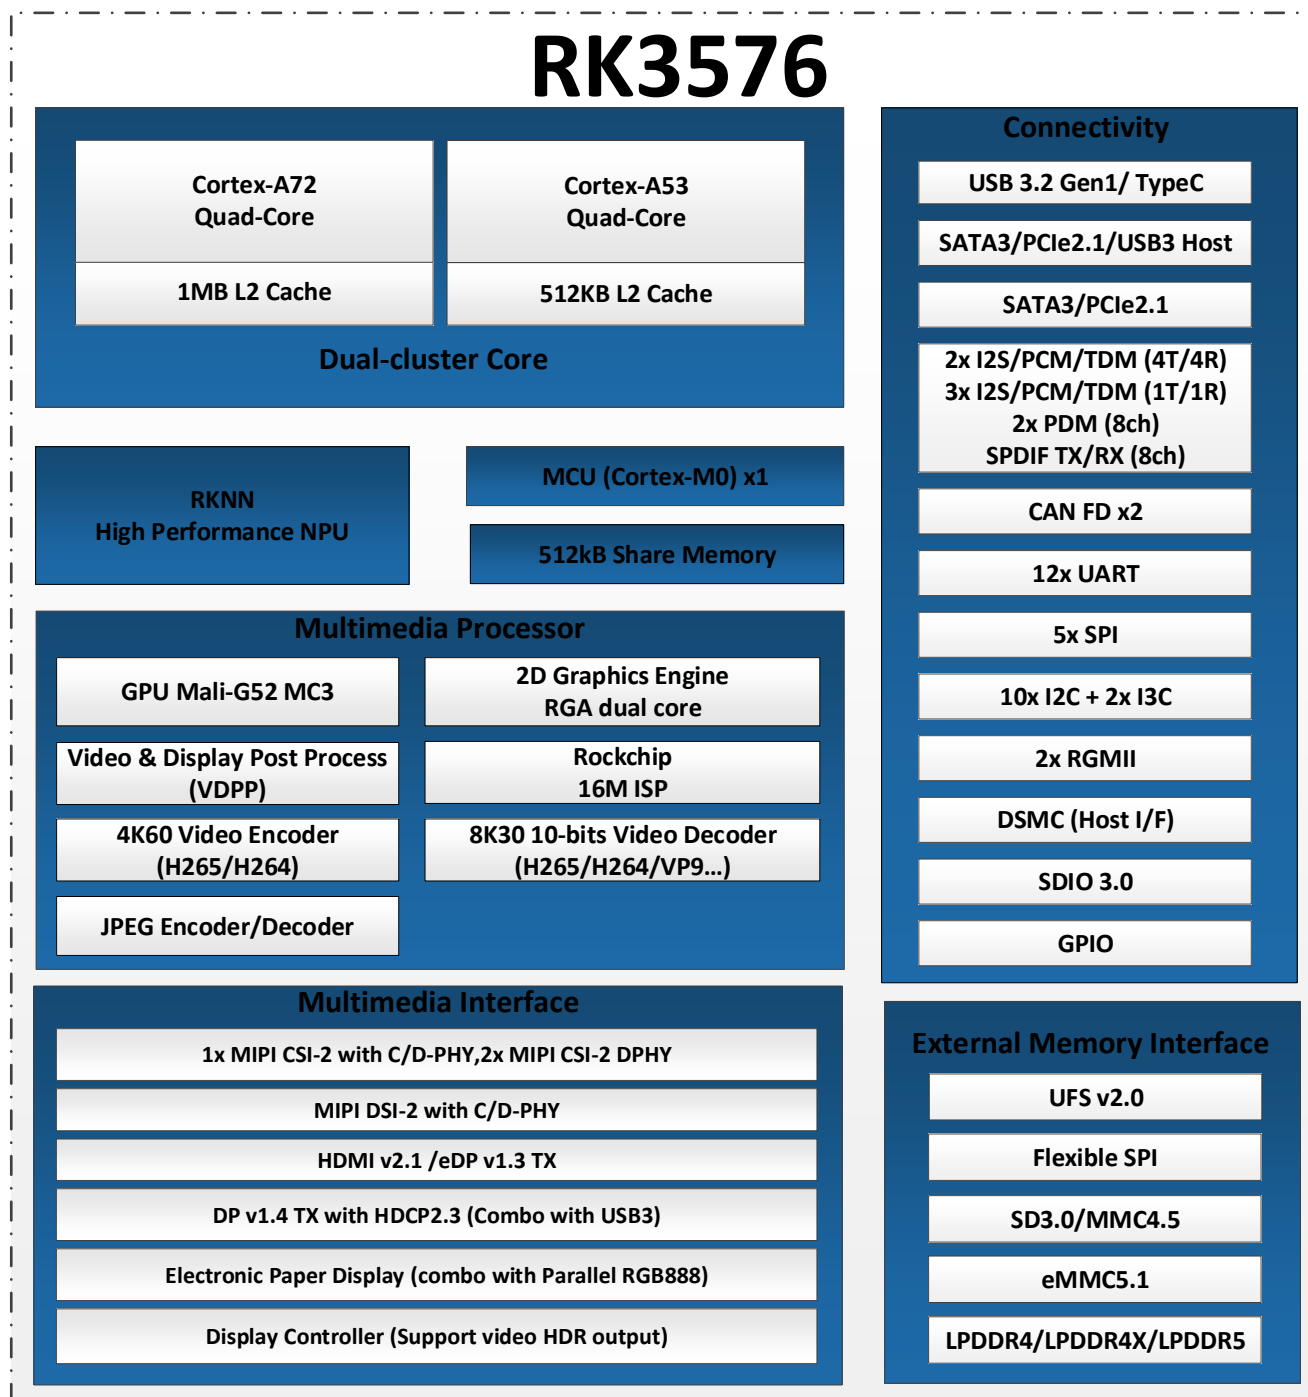 RK3576
Cortex-A72
Quad-Core
1MB L2 Cache
Cortex-A53
Quad-Core
512KB L2 Cache
Dual-cluster Core
RKNN
High Performance NPU
MCU (Cortex-M0) x1
512kB Share Memory
Multimedia Processor
GPU Mali-G52 MC3
2D Graphics Engine
RGA dual core
Video & Display Post Process
(VDPP)
Rockchip
16M ISP
4K60 Video Encoder
(H265/H264)
8K30 10-bits Video Decoder
(H265/H264/VP9...)
JPEG Encoder/Decoder
Multimedia Interface
1x MIPI CSI-2 with C/D-PHY,2x MIPI CSI-2 DPHY
MIPI DSI-2 with C/D-PHY
HDMI v2.1 /eDP v1.3 TX
DP v1.4 TX with HDCP2.3 (Combo with USB3)
Electronic Paper Display (combo with Parallel RGB888)
Display Controller (Support video HDR output)
Connectivity
USB 3.2 Gen1/ TypeC
SATA3/PCIe2.1/USB3 Host
SATA3/PCIe2.1
2x I2S/PCM/TDM (4T/4R)
3x I2S/PCM/TDM (1T/1R)
2x PDM (8ch)
SPDIF TX/RX (8ch)
CAN FD x2
12x UART
5x SPI
10x I2C + 2x I3C
2x RGMII
DSMC (Host I/F)
SDIO 3.0
GPIO
External Memory Interface
UFS v2.0
Flexible SPI
SD3.0/MMC4.5
eMMC5.1
LPDDR4/LPDDR4X/LPDDR5